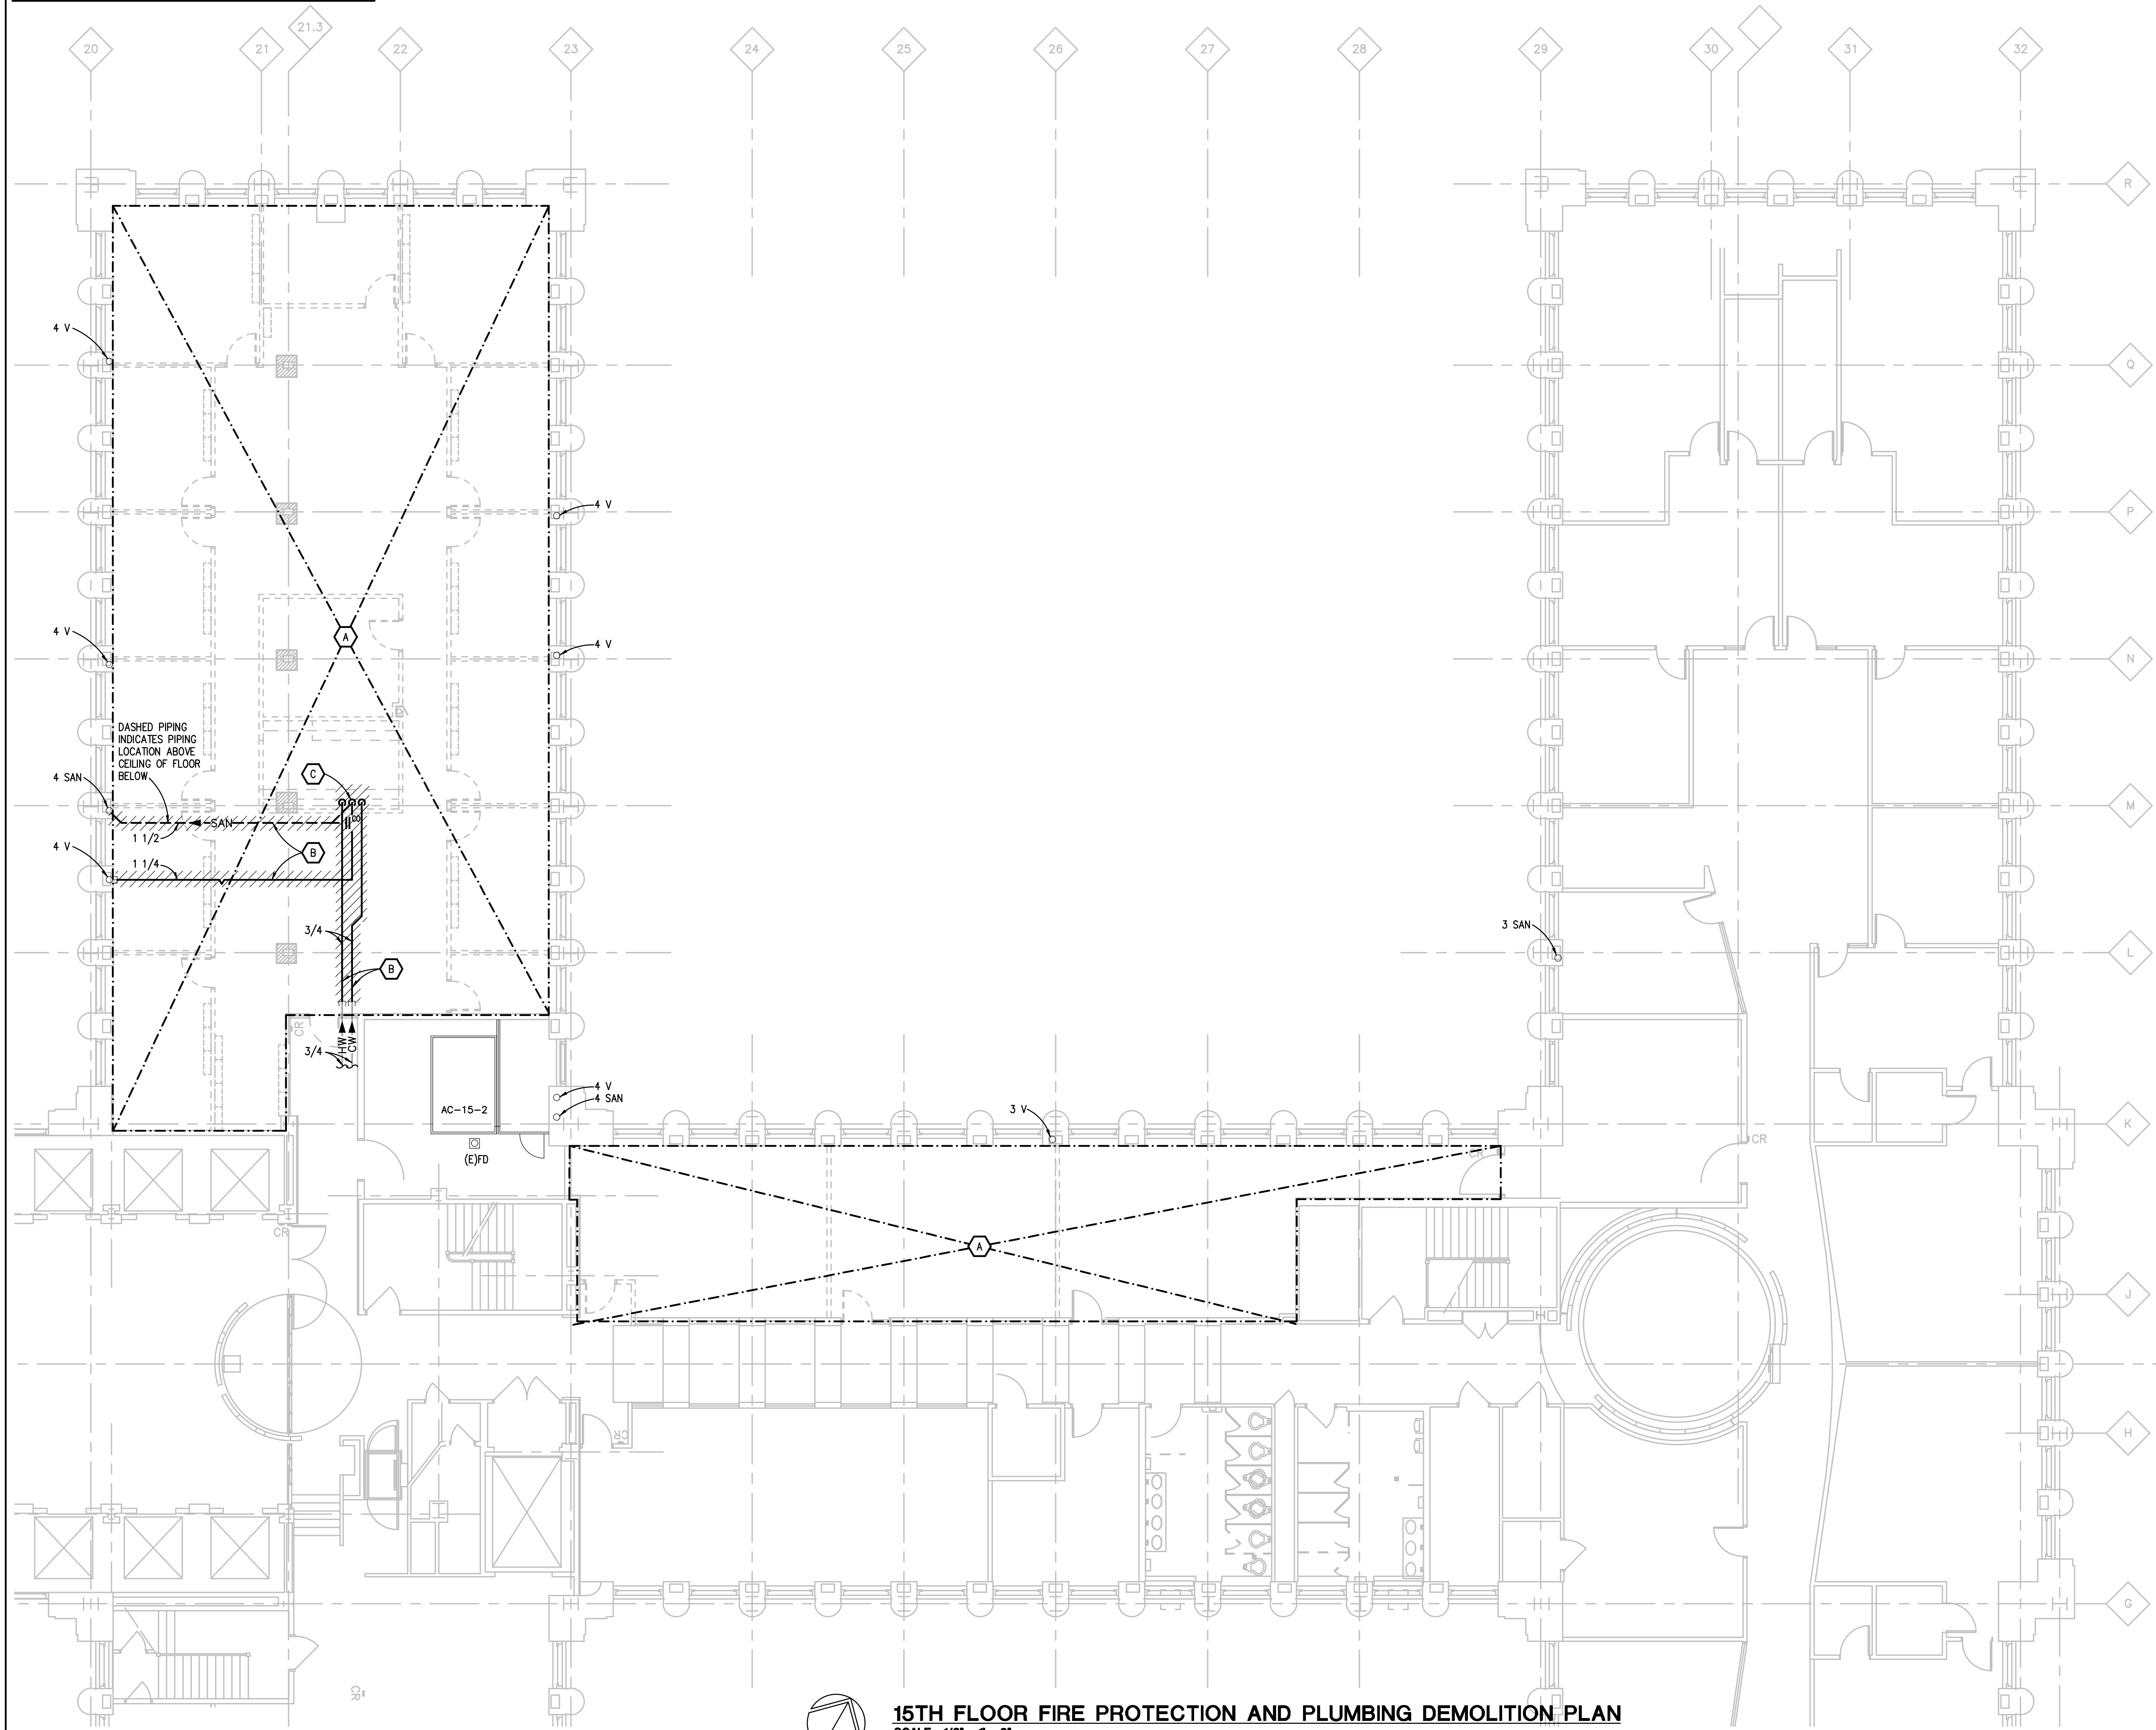 21.3
20
21
22
23
24
25
26
27
28
29
30
31
32
R
4 V
Q
4 V
P
4 V
A
4 V
N
DASHED PIPING
INDICATES PIPING
LOCATION ABOVE
CEILING OF FLOOR
BELOW
4 SAN
C
M
SAN
1 1/2
8
4 V
1 1/4
B
3/4
B
3 SAN
L
CR
HW
CW
3/4
4 V
4 SAN
AC-15-2
3 V
K
(E)FD
CR
CR
CR
A
J
CR
H
G
CR
15TH FLOOR FIRE PROTECTION AND PLUMBING DEMOLITION PLAN